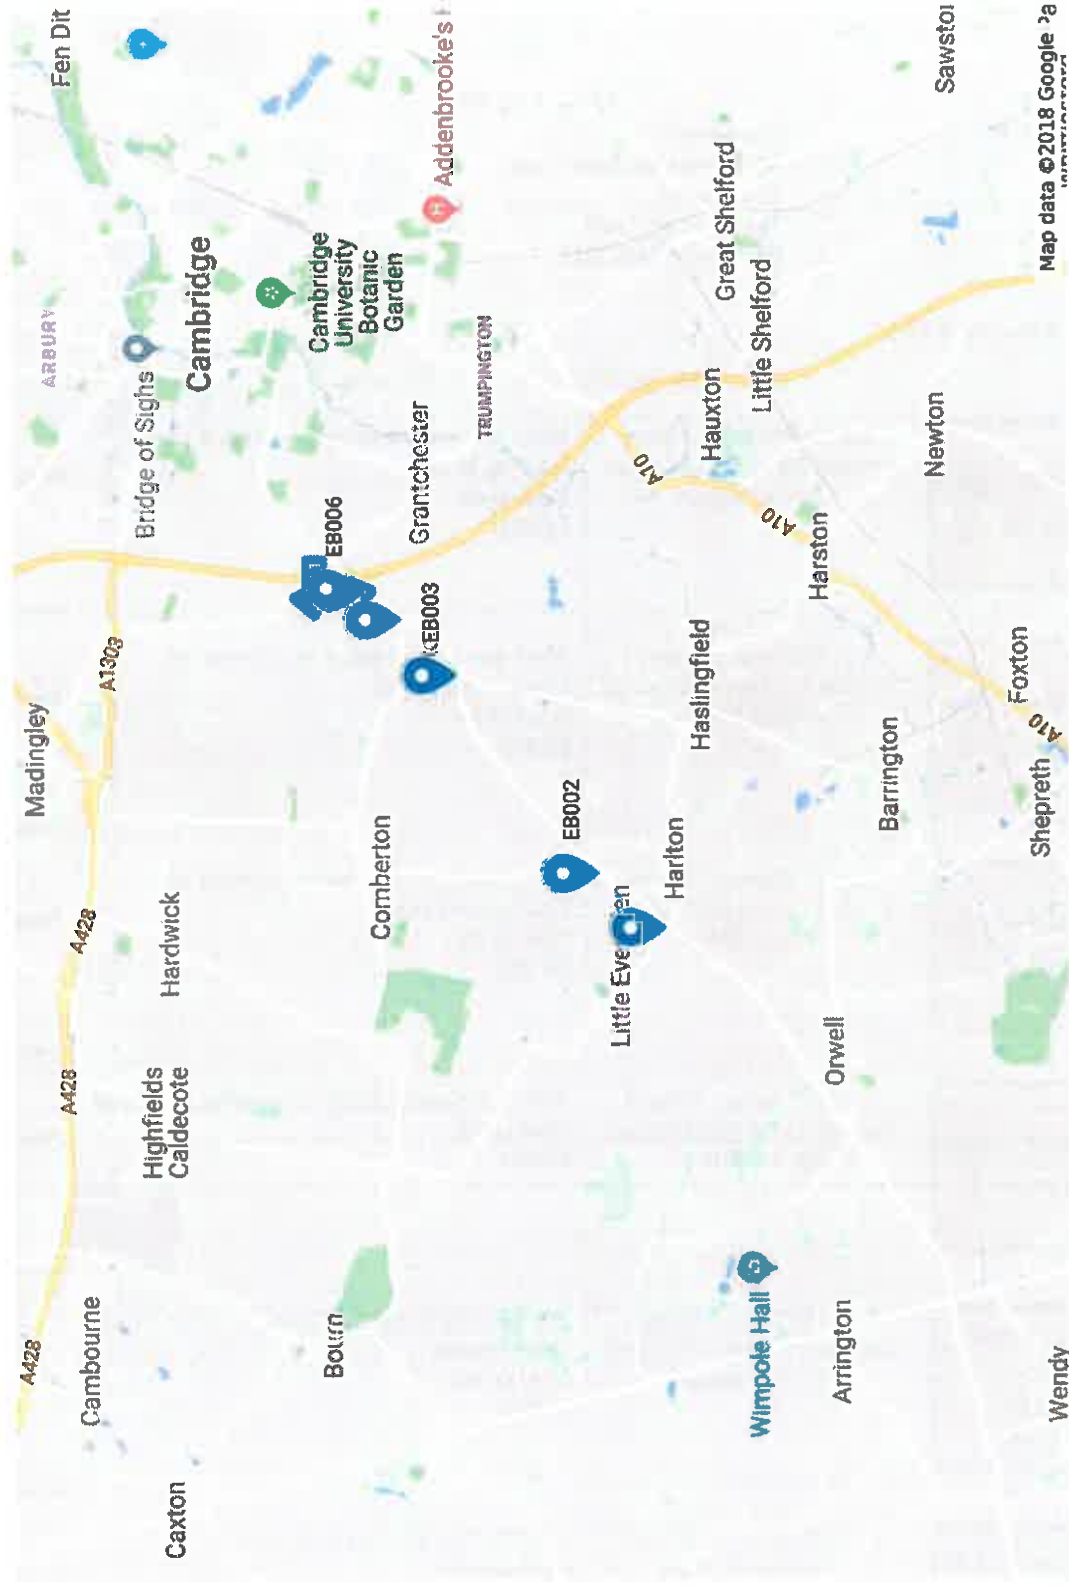 Fen Dit
ARBURY
Bridge of Sighs
Cambridge
Cambridge
University
Botanic
Garden
Addenbrooke's
TRUMPINGTON
Grantchester
EB006
EB003
EB002
Madingley
A1303
A428
A428
A428
Hardwick
Highfields
Caldecote
Cambourne
Caxton
Comberton
Bourn
Little Eve en
Harlton
Haslingfield
Hauxton
A10
A10
A10
Great Shelford
Little Shelford
Harston
Newton
Sawsto
Foxton
Barrington
Shepreth
Orwell
Wimpole Hall
Arrington
Wendy
Map data ©2018 Google